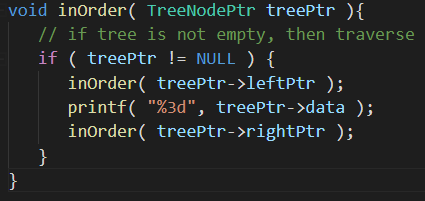 void inOrder( TreeNodePtr treePtr ){
   // if tree is not empty, then traverse
   if ( treePtr != NULL ) {
      inOrder( treePtr->leftPtr );
      printf( "%3d", treePtr->data );
      inOrder( treePtr->rightPtr );
   }
}